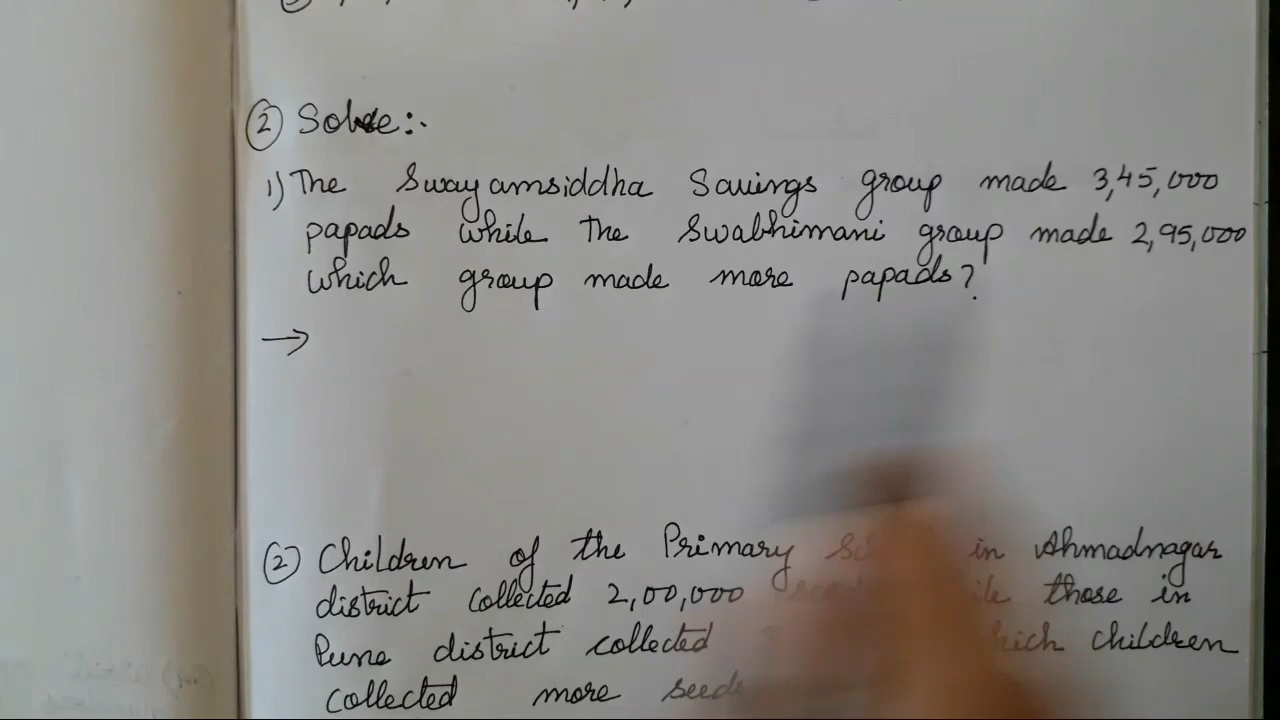 ② Solve:-
1) The Swayamsiddha Savings group made 3,45,000
papads while the Swabhimani group made 2,95,000
which group made more papads?
→
② Children of the Primary in Ahmadnagar
district collected 2,00,000 those in
Pune district collected children
collected more seeds